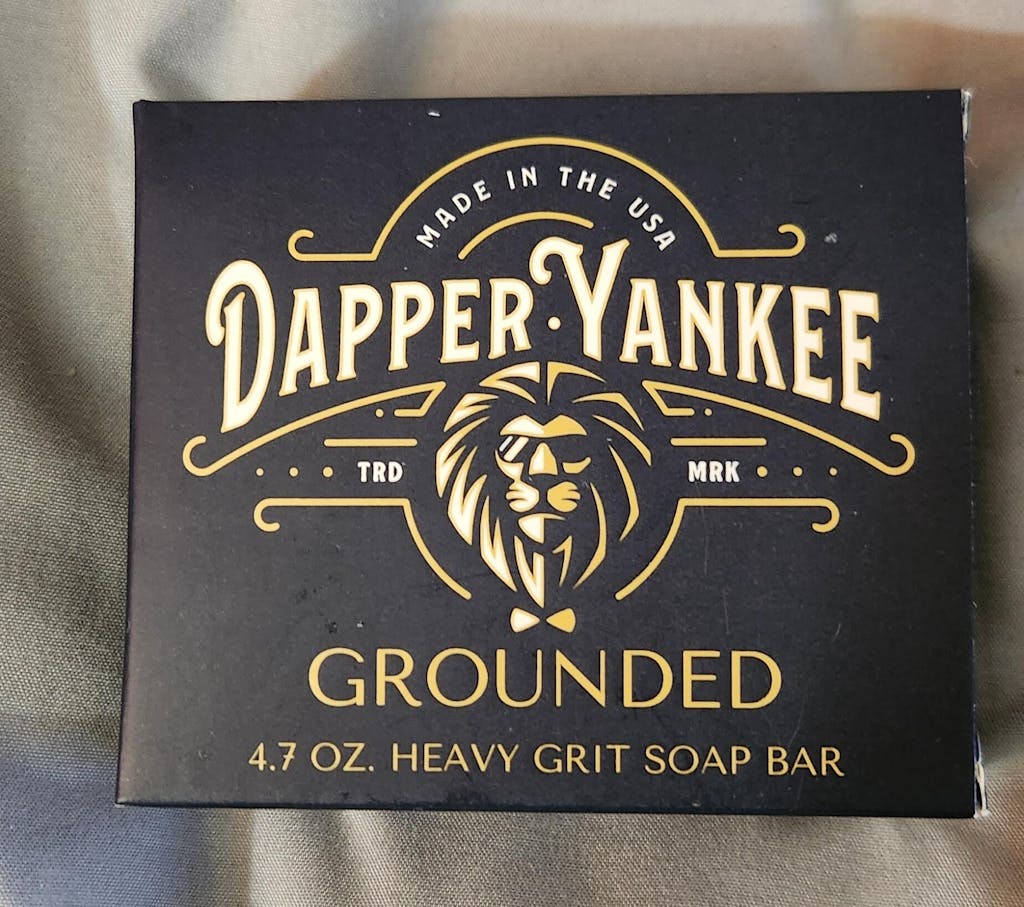 MADE IN THE USA
DAPPER · YANKEE
TRD MRK
GROUNDED
4.7 OZ. HEAVY GRIT SOAP BAR